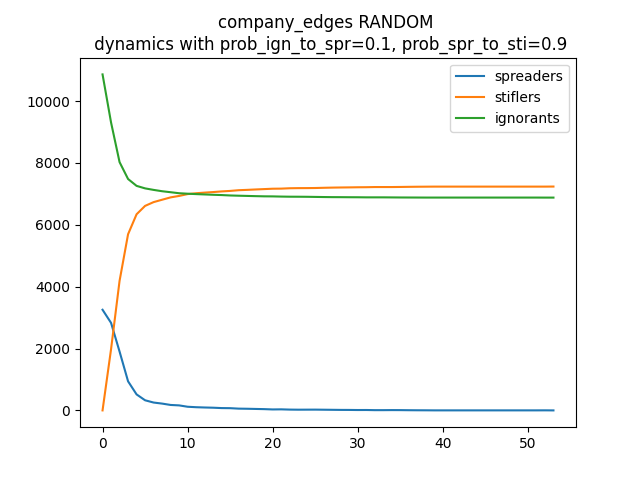 company_edges RANDOM
dynamics with prob_ign_to_spr=0.1, prob_spr_to_sti=0.9
spreaders
stiflers
ignorants
10000
8000
6000
4000
2000
0
0 10 20 30 40 50